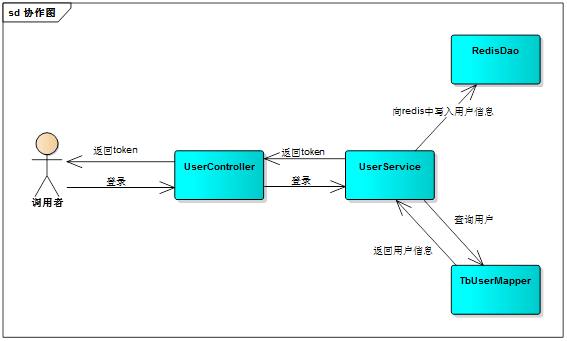 sd 协作图
RedisDao
向redis中写入用户信息
返回token
返回token
UserController
UserService
登录
登录
调用者
查询用户
返回用户信息
TbUserMapper